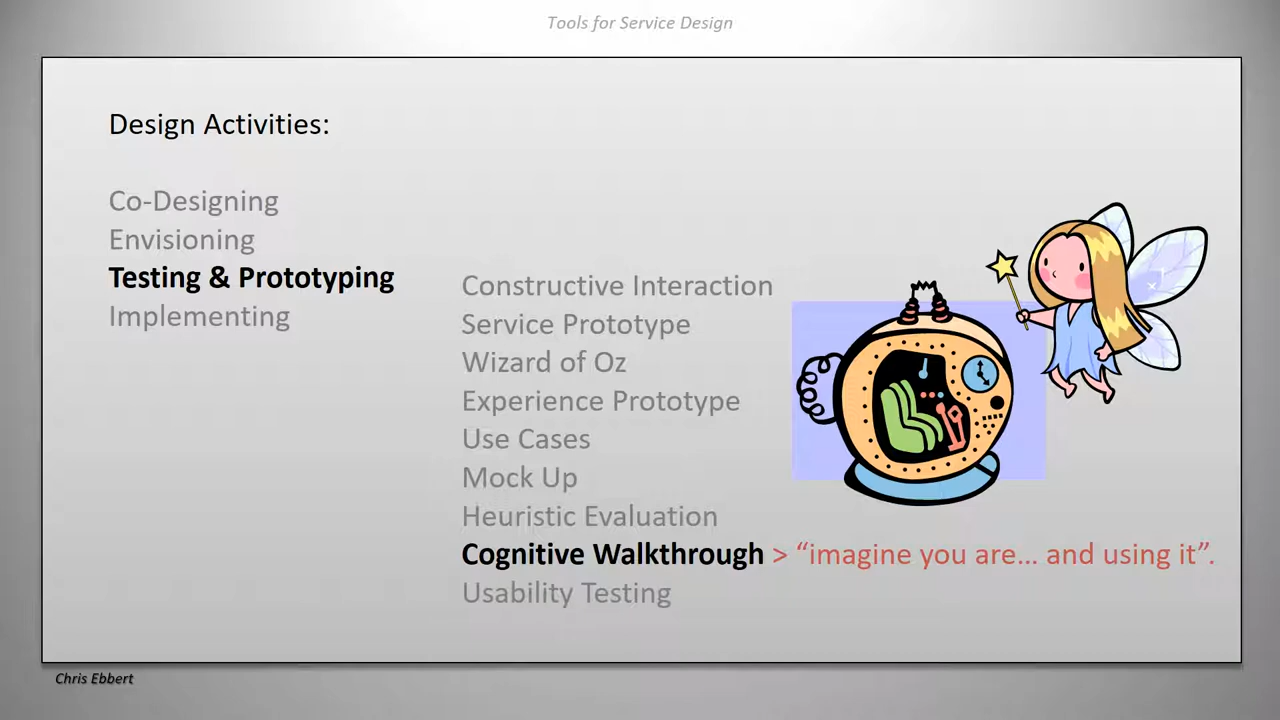 Tools for Service Design
Design Activities:
Co-Designing
Envisioning
Testing & Prototyping
Implementing
Constructive Interaction
Service Prototype
Wizard of Oz
Experience Prototype
Use Cases
Mock Up
Heuristic Evaluation
Cognitive Walkthrough > “imagine you are... and using it”.
Usability Testing
Chris Ebbert